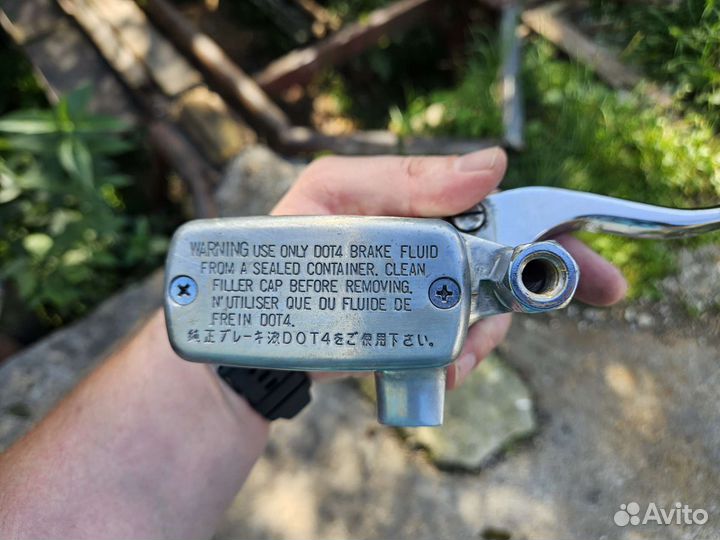 WARNING USE ONLY DOT4 BRAKE FLUID
FROM A SEALED CONTAINER. CLEAN
FILLER CAP BEFORE REMOVING.
N'UTILISER QUE DU FLUIDE DE
FREIN DOT4.
純正ブレーキ液DOT4をご使用下さい。
Avito